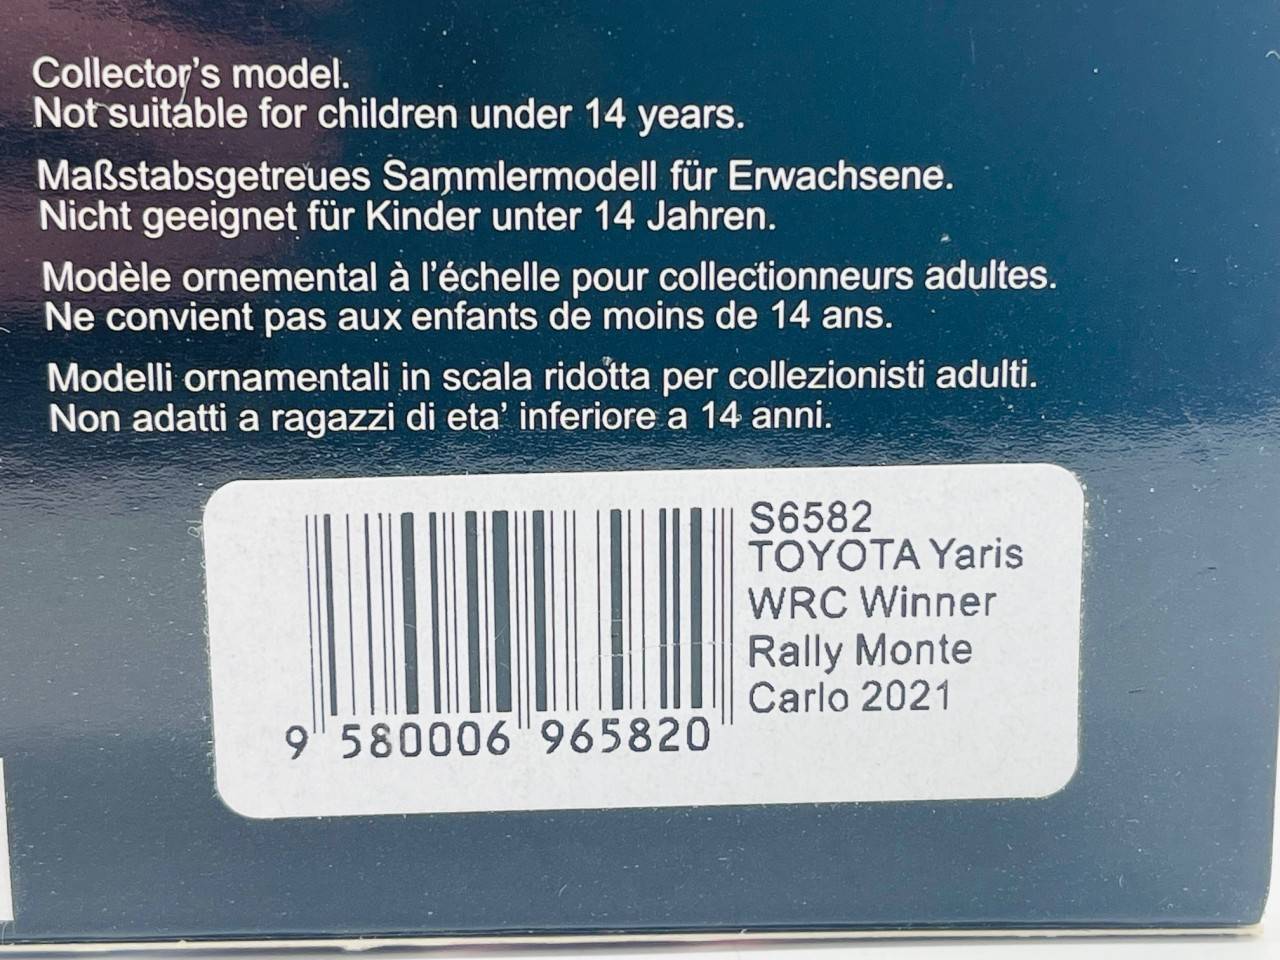 Collector's model.
Not suitable for children under 14 years.
Maßstabsgetreues Sammlermodell für Erwachsene.
Nicht geeignet für Kinder unter 14 Jahren.
Modèle ornemental à l'échelle pour collectionneurs adultes.
Ne convient pas aux enfants de moins de 14 ans.
Modelli ornamentali in scala ridotta per collezionisti adulti.
Non adatti a ragazzi di eta' inferiore a 14 anni.
S6582
TOYOTA Yaris
WRC Winner
Rally Monte
Carlo 2021
9 580006 965820